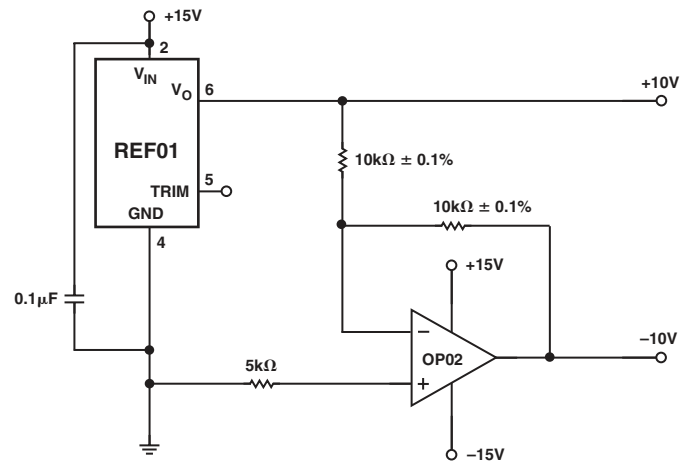 +15V
2
V_IN
V_O
6
+10V
REF01
10kΩ ± 0.1%
TRIM
5
10kΩ ± 0.1%
GND
4
+15V
0.1µF
−
OP02
−10V
5kΩ
+
−15V